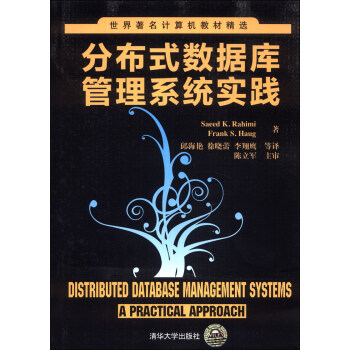 世界著名计算机教材精选
分布式数据库
管理系统实践
Saeed K. Rahimi
Frank S. Haug 著
邱海艳 徐晓蕾 李翔鹰 等译
陈立军 主审
DISTRIBUTED DATABASE MANAGEMENT SYSTEMS
A PRACTICAL APPROACH
清华大学出版社